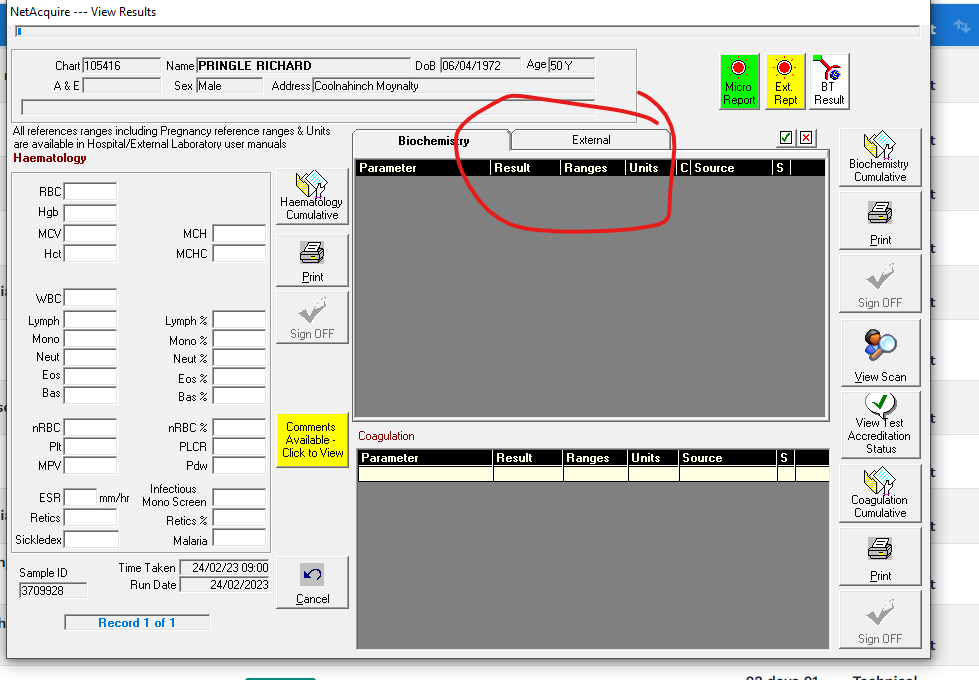 NetAcquire --- View Results
Chart 105416 Name PRINGLE RICHARD DoB 06/04/1972 Age 50 Y
A & E Sex Male Address Coolnahinch Moynalty
Micro Report
Ext. Rept
BT Result
All references ranges including Pregnancy reference ranges & Units
are available in Hospital/External Laboratory user manuals
Haematology
RBC
Hgb
MCV MCH
Hct MCHC
WBC
Lymph Lymph %
Mono Mono %
Neut Neut %
Eos Eos %
Bas Bas %
nRBC nRBC %
Plt PLCR
MPV Pdw
ESR mm/hr Infectious Mono Screen
Retics Retics %
Sickledex Malaria
Sample ID Time Taken 24/02/23 09:00
3709928 Run Date 24/02/2023
Record 1 of 1
Haematology
Cumulative
Print
Sign OFF
Comments
Available -
Click to View
Cancel
Biochemistry External
Parameter Result Ranges Units C Source S
Coagulation
Parameter Result Ranges Units Source S
Biochemistry
Cumulative
Print
Sign OFF
View Scan
View Test
Accreditation
Status
Coagulation
Cumulative
Print
Sign OFF
Technical